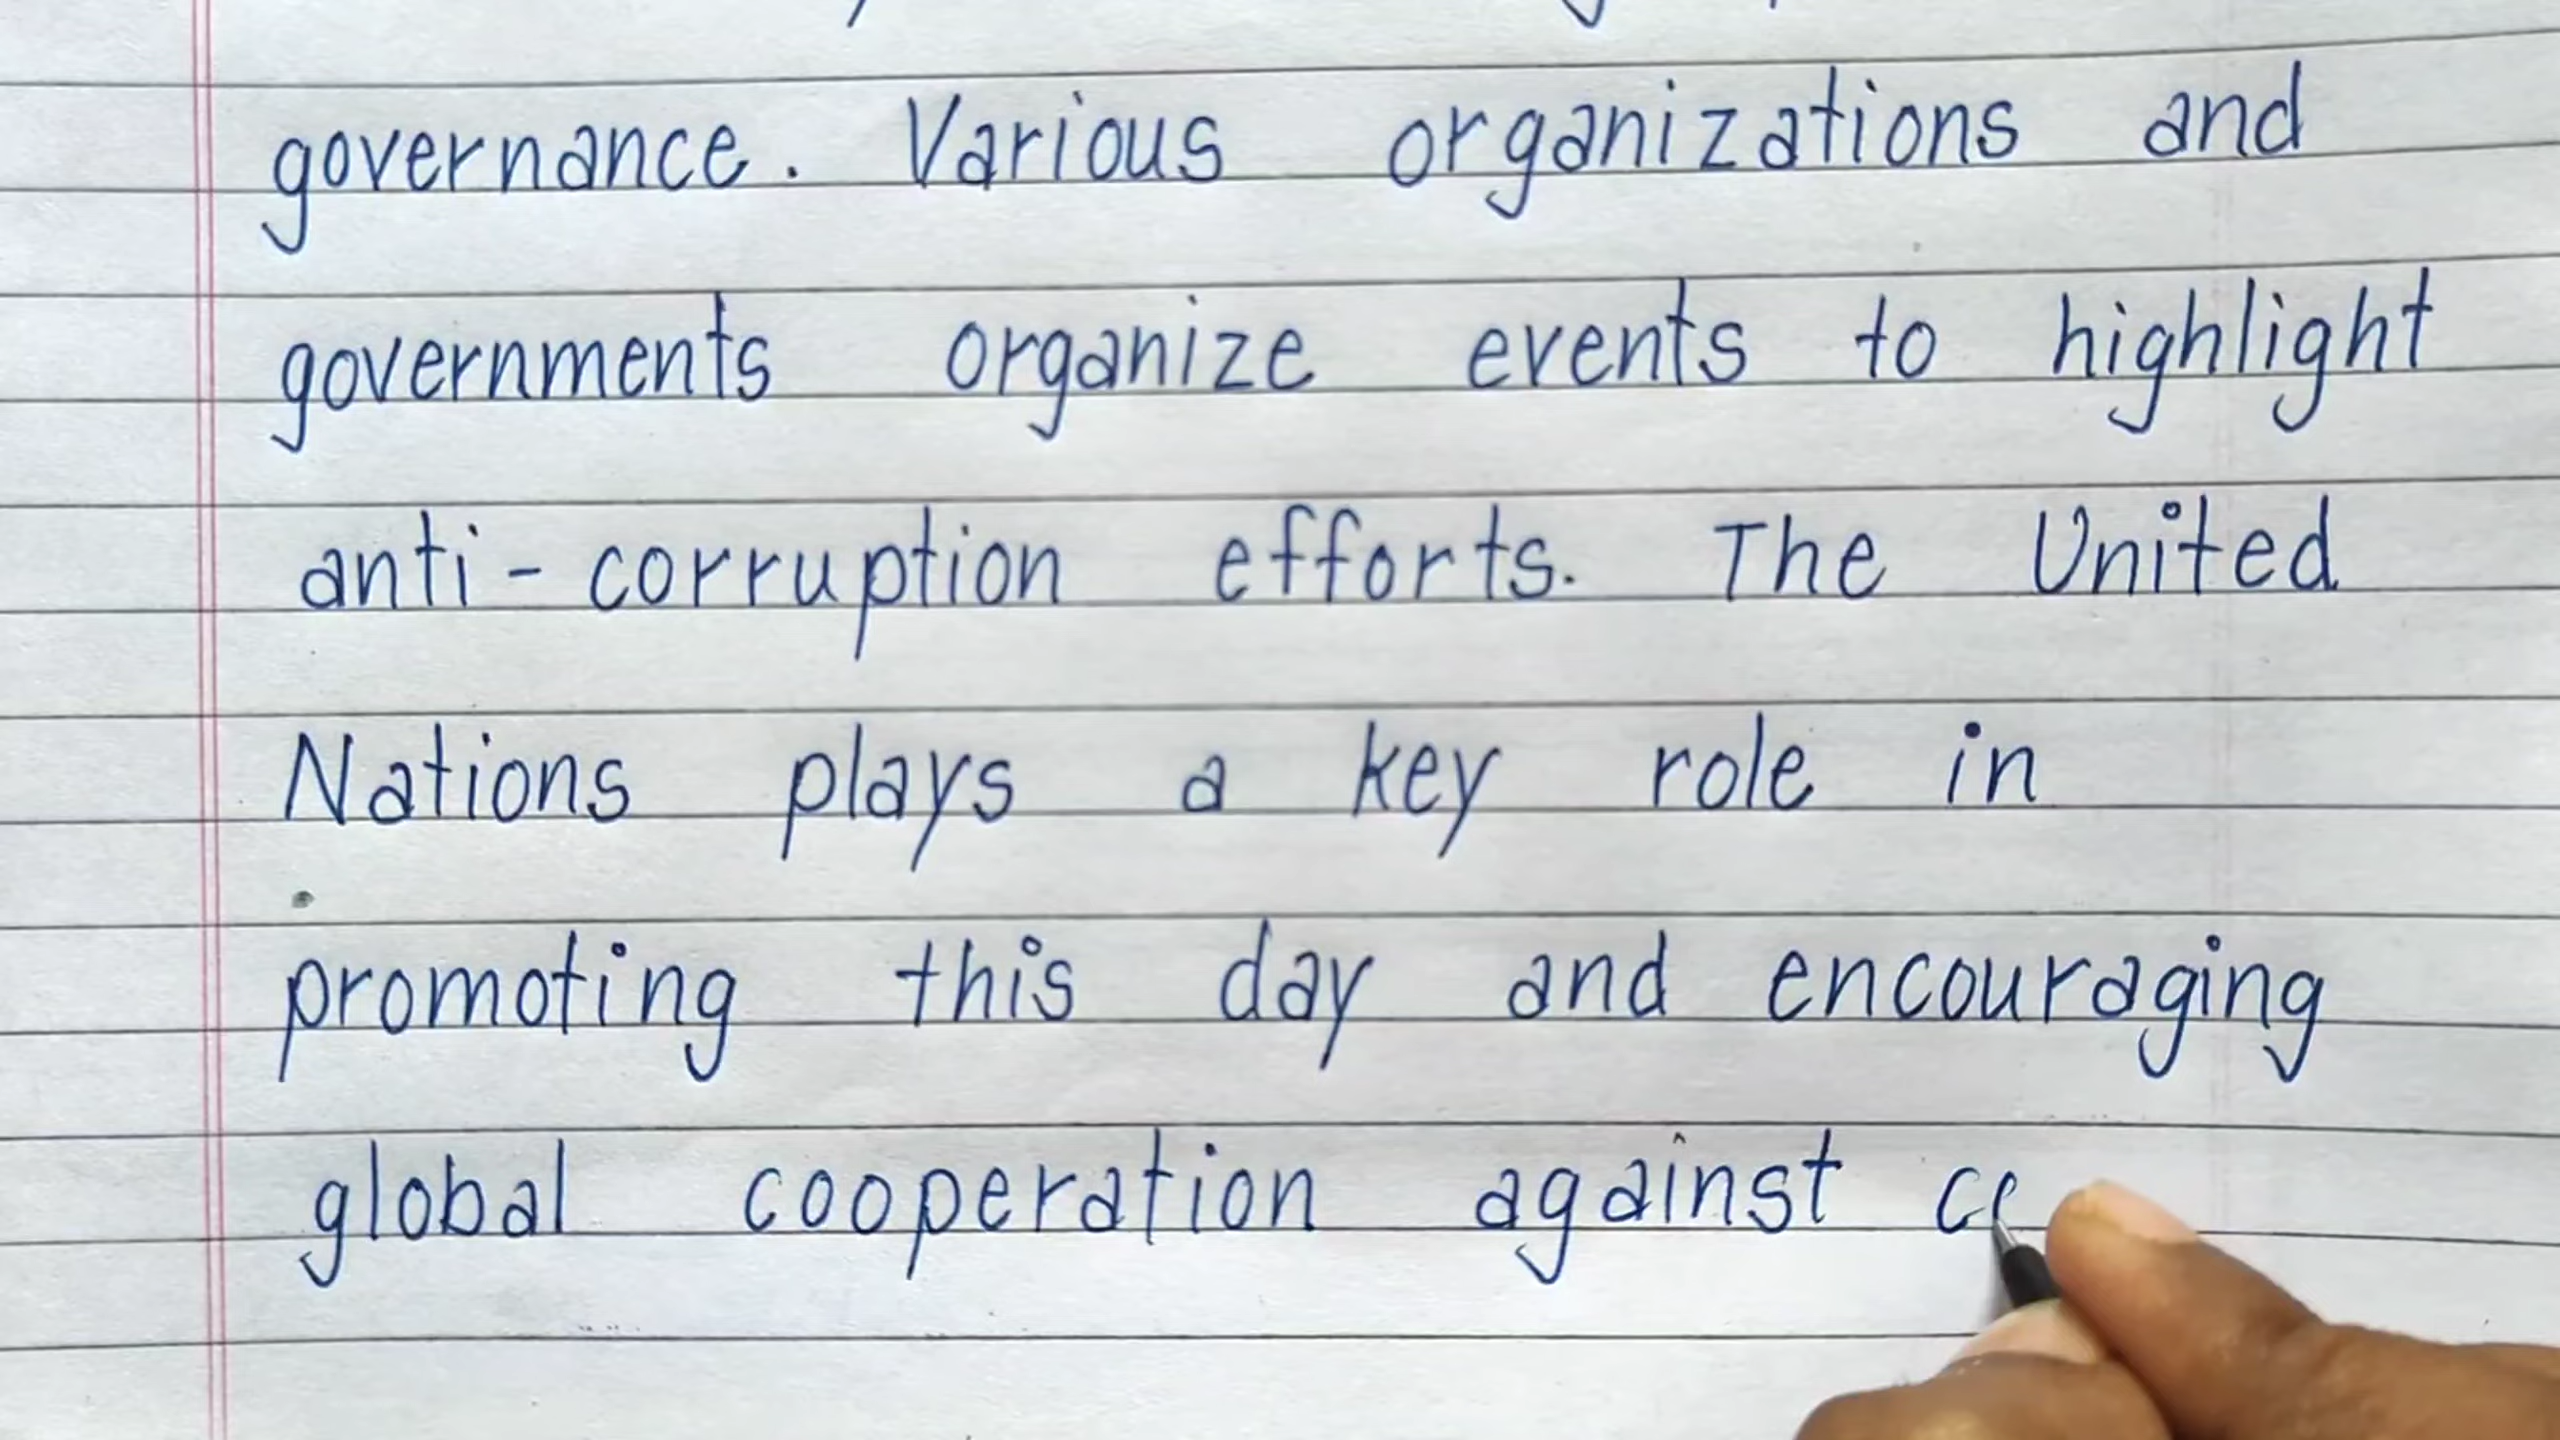 governance. Various organizations and
governments organize events to highlight
anti-corruption efforts. The United
Nations plays a key role in
promoting this day and encouraging
global cooperation against